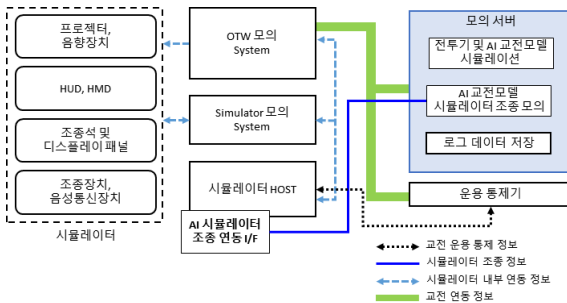 프로젝터,
음향장치
HUD, HMD
조종석 및
디스플레이 패널
조종장치,
음성통신장치
시뮬레이터
OTW 모의
System
Simulator 모의
System
시뮬레이터 HOST
AI 시뮬레이터
조종 연동 I/F
모의 서버
전투기 및 AI 교전모델
시뮬레이션
AI 교전모델
시뮬레이터 조종 모의
로그 데이터 저장
운용 통제기
교전 운용 통제 정보
시뮬레이터 조종 정보
시뮬레이터 내부 연동 정보
교전 연동 정보